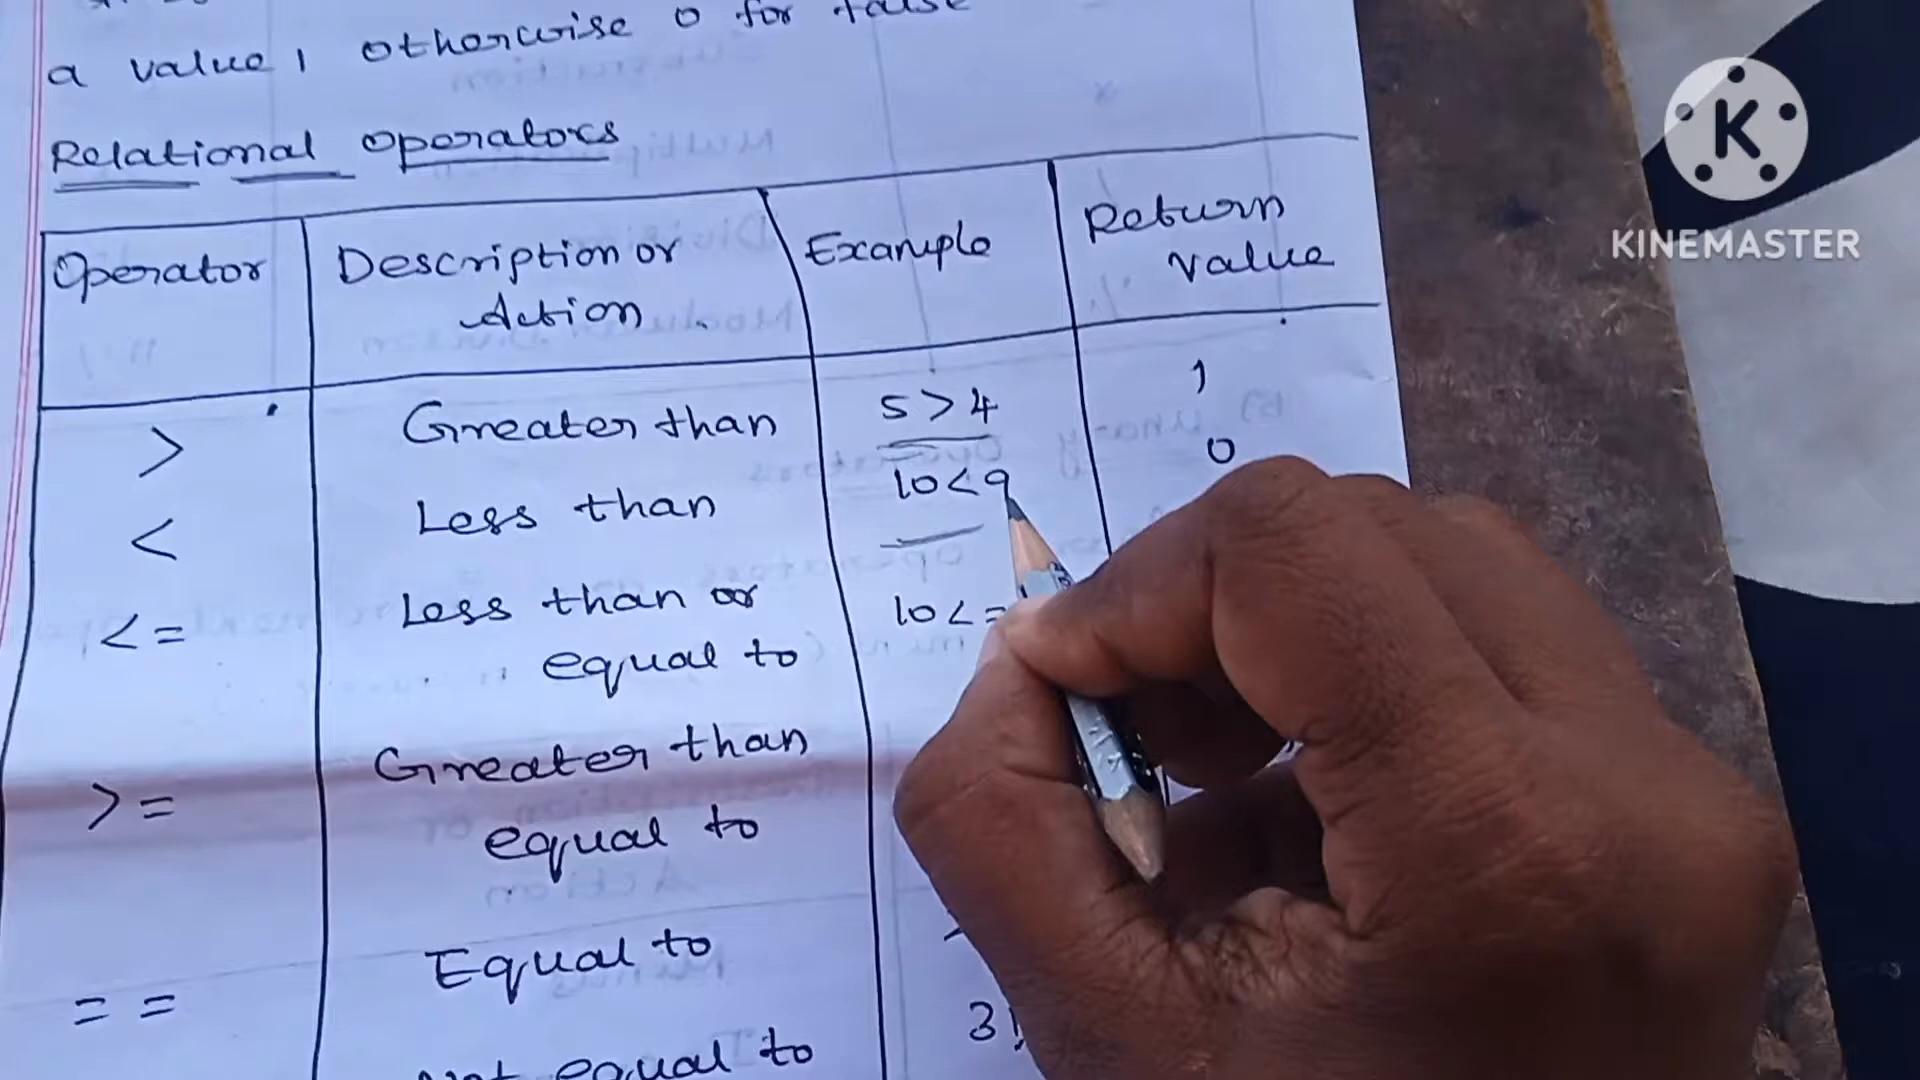 a value 1 otherwise 0 for false
Relational operators
Operator Description or Action Example Return Value
> Greater than 5>4 1
< Less than 10<9 0
<= Less than or equal to 10<=
>= Greater than equal to
== Equal to
Not equal to 3!
K
KINEMASTER